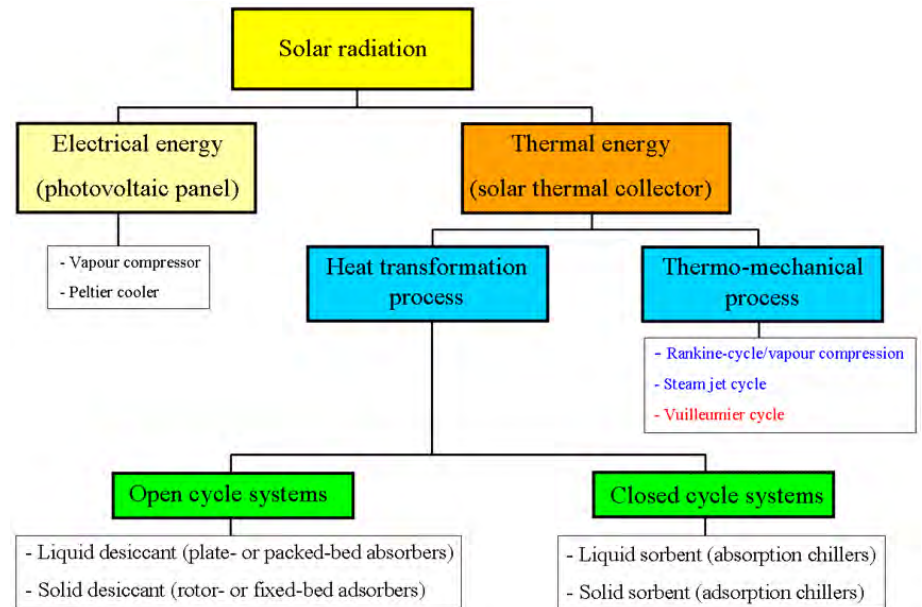 Solar radiation
Electrical energy
(photovoltaic panel)
Thermal energy
(solar thermal collector)
- Vapour compressor
- Peltier cooler
Heat transformation
process
Thermo-mechanical
process
- Rankine-cycle/vapour compression
- Steam jet cycle
- Vuilleumier cycle
Open cycle systems
Closed cycle systems
- Liquid desiccant (plate- or packed-bed absorbers)
- Solid desiccant (rotor- or fixed-bed adsorbers)
- Liquid sorbent (absorption chillers)
- Solid sorbent (adsorption chillers)